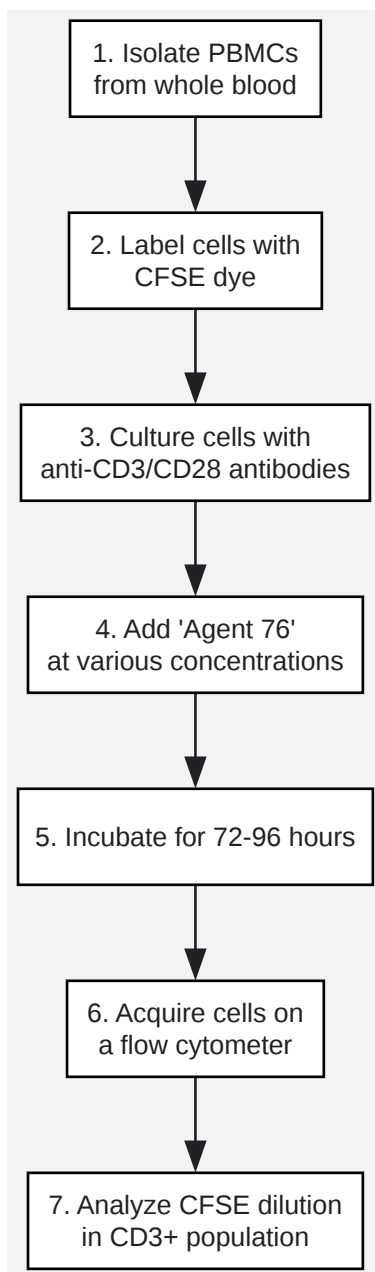 1. Isolate PBMCs
from whole blood
2. Label cells with
CFSE dye
3. Culture cells with
anti-CD3/CD28 antibodies
4. Add 'Agent 76'
at various concentrations
5. Incubate for 72-96 hours
6. Acquire cells on
a flow cytometer
7. Analyze CFSE dilution
in CD3+ population